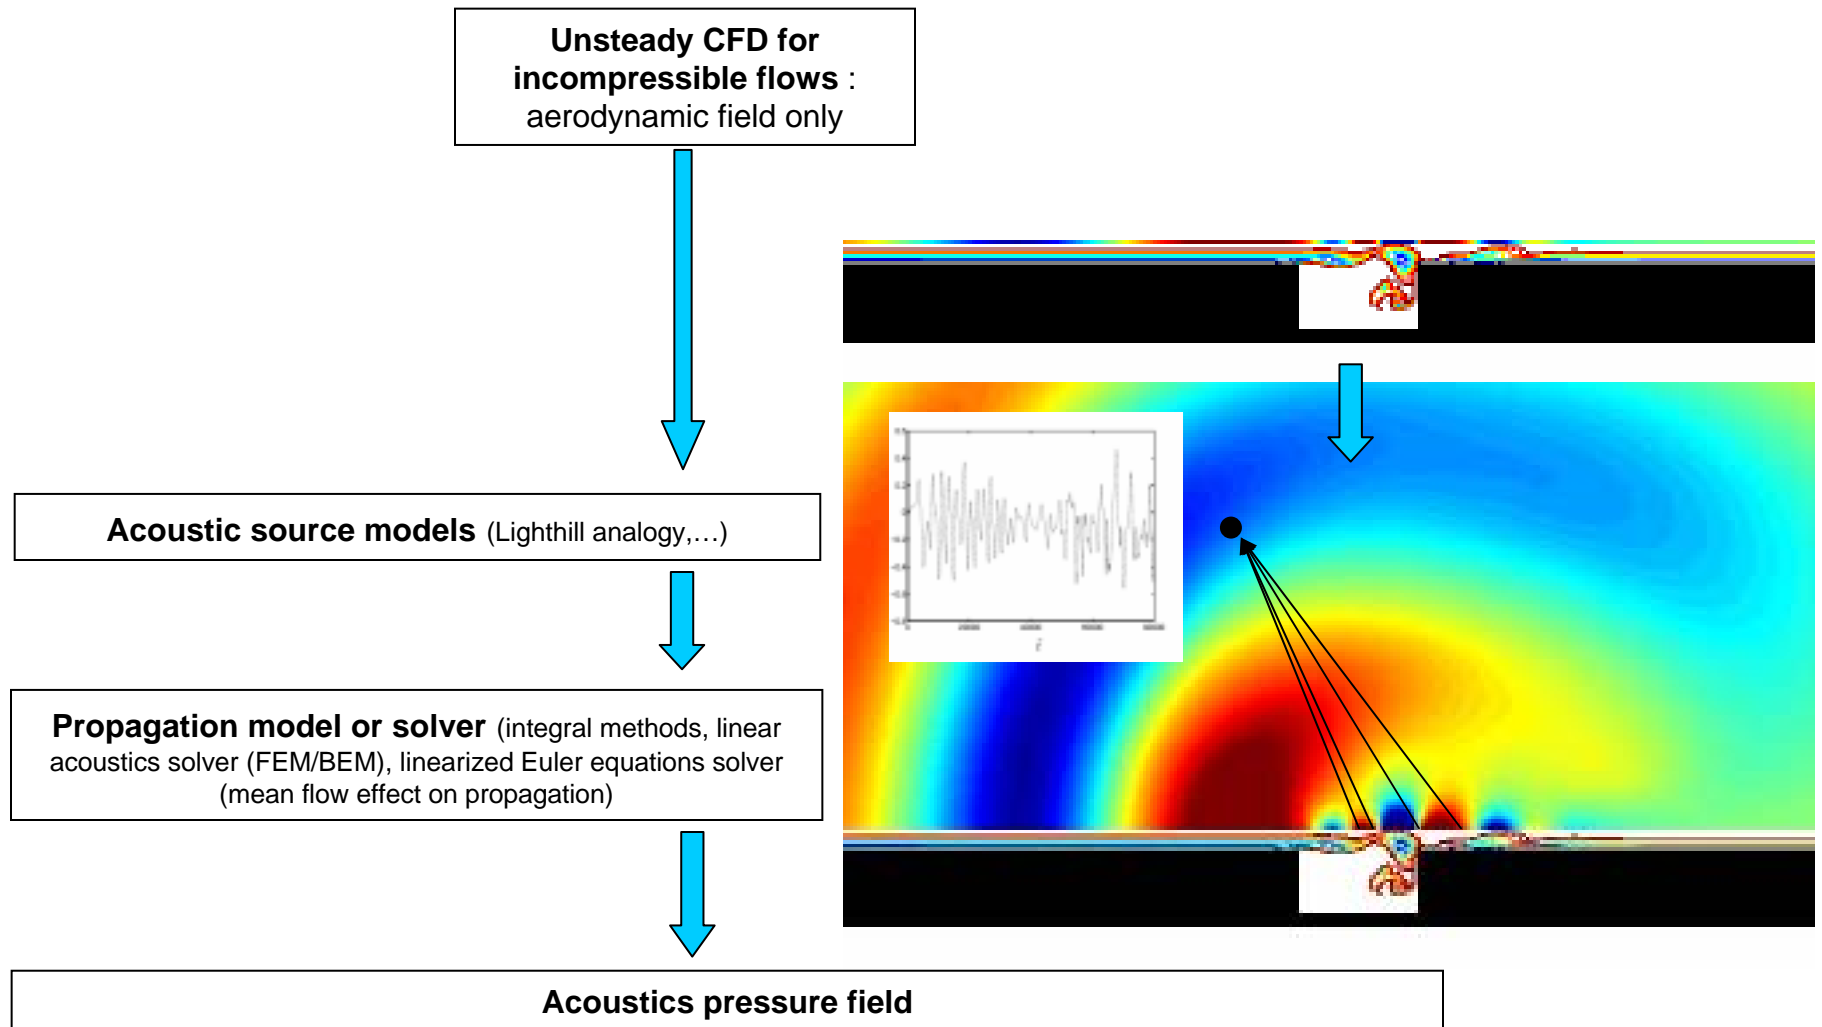 Unsteady CFD for
incompressible flows :
aerodynamic field only
Acoustic source models (Lighthill analogy,…)
Propagation model or solver (integral methods, linear
acoustics solver (FEM/BEM), linearized Euler equations solver
(mean flow effect on propagation)
Acoustics pressure field